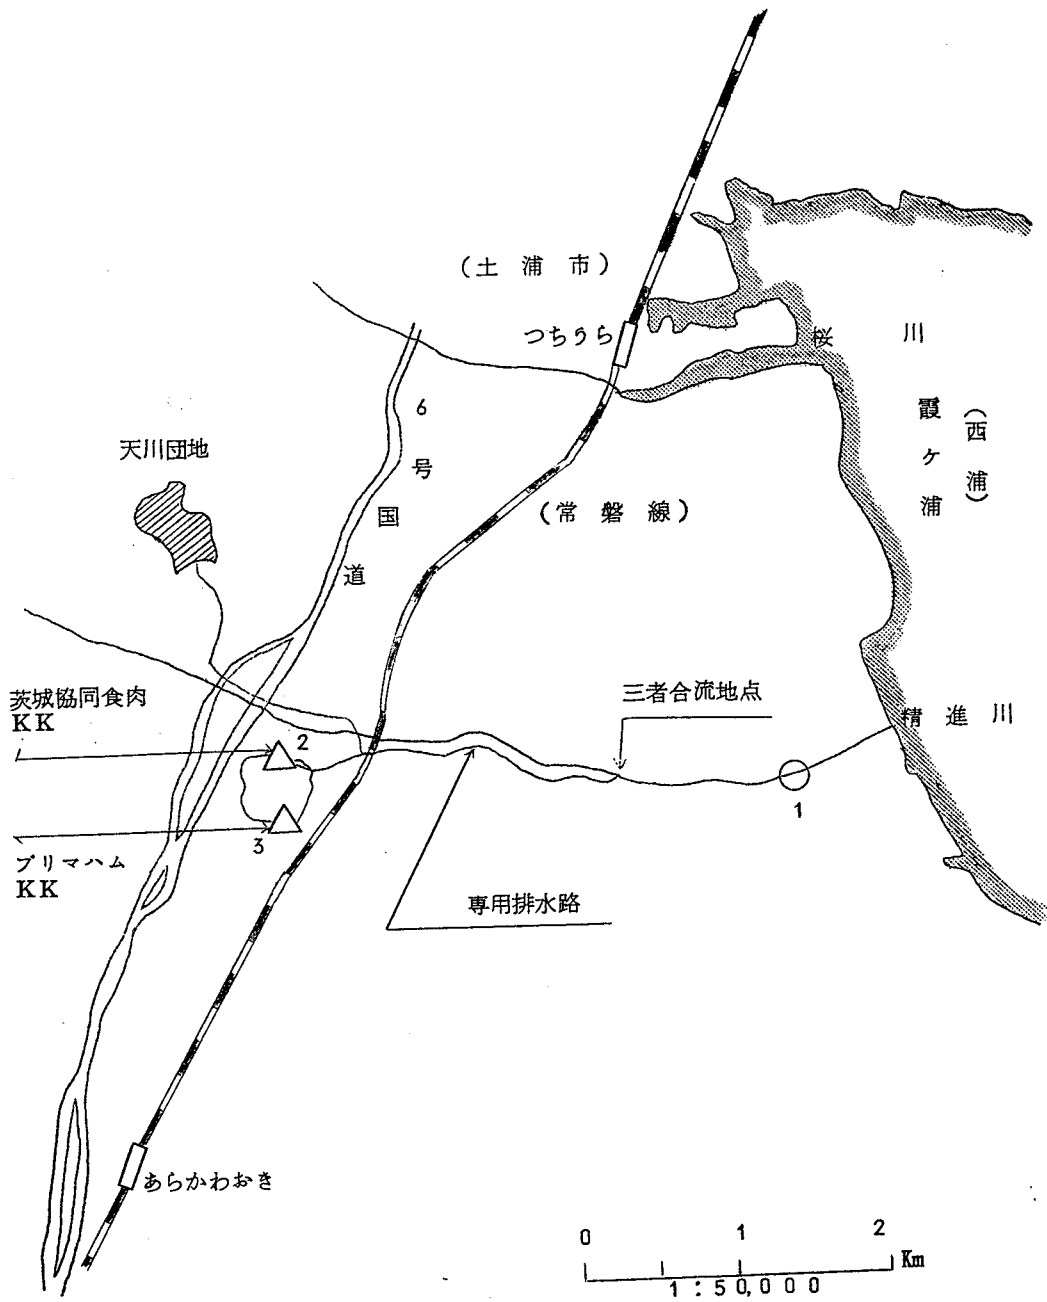 (土浦市)
つちうら
桜川
6号国道
霞ヶ浦
(西浦)
天川団地
(常磐線)
茨城協同食肉
KK
三者合流地点
精進川
2
1
3
プリマハム
KK
専用排水路
あらかわおき
0 1 2
Km
1:50,000